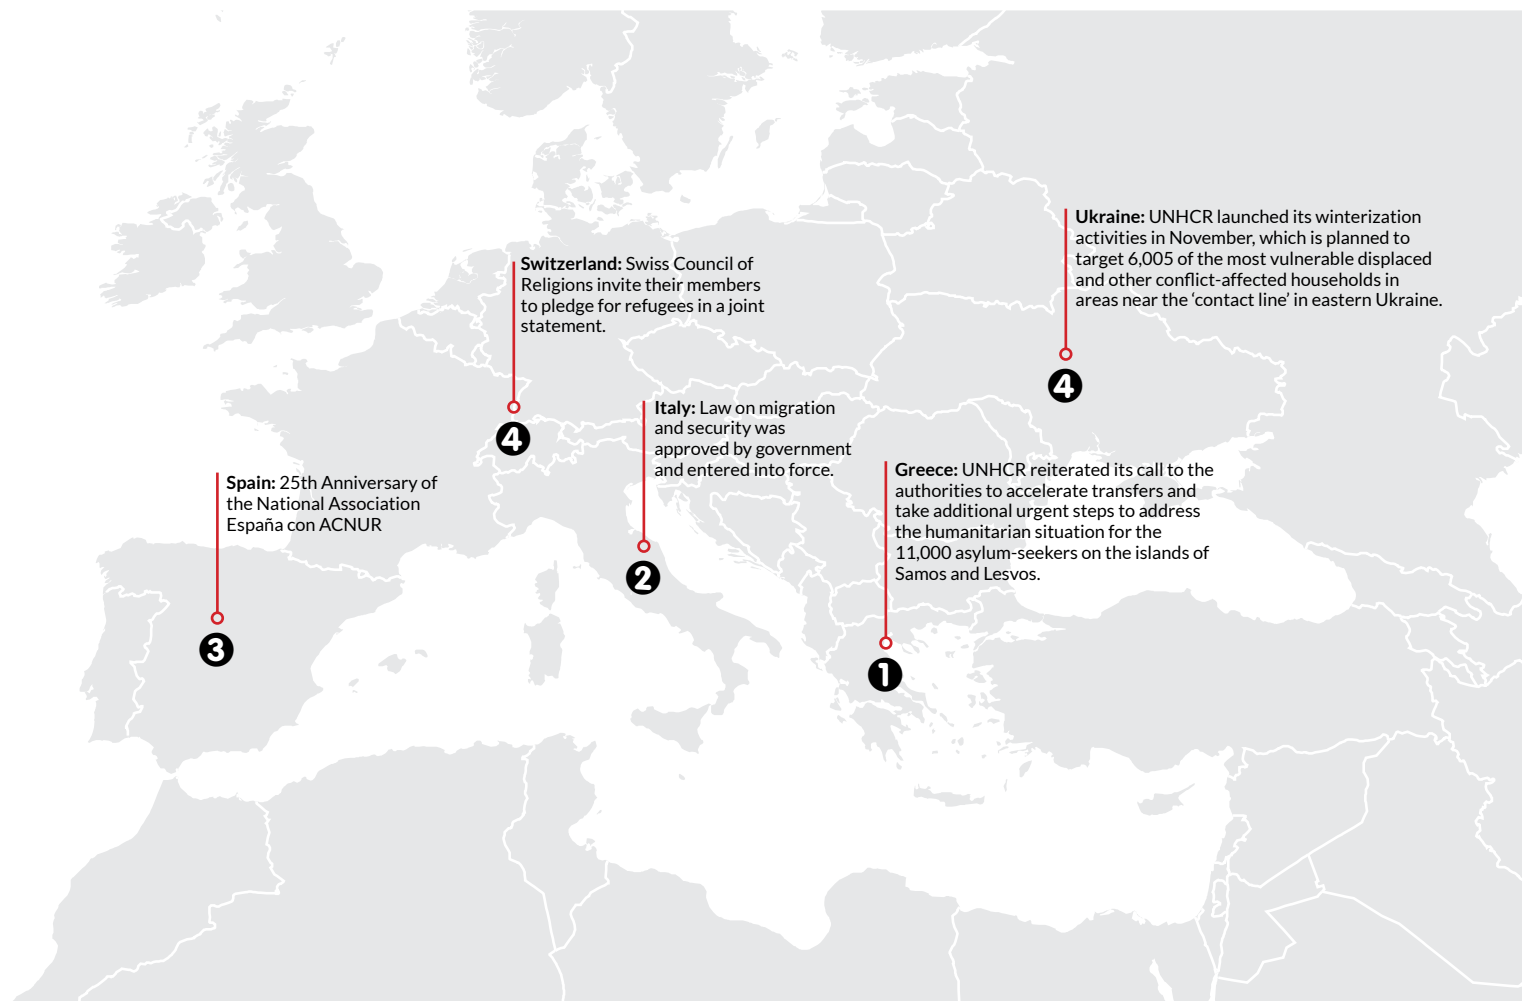 Ukraine: UNHCR launched its winterization
activities in November, which is planned to
target 6,005 of the most vulnerable displaced
and other conflict-affected households in
areas near the ‘contact line’ in eastern Ukraine.
4
Switzerland: Swiss Council of
Religions invite their members
to pledge for refugees in a joint
statement.
4
Italy: Law on migration
and security was
approved by government
and entered into force.
2
Greece: UNHCR reiterated its call to the
authorities to accelerate transfers and
take additional urgent steps to address
the humanitarian situation for the
11,000 asylum-seekers on the islands of
Samos and Lesvos.
1
Spain: 25th Anniversary of
the National Association
España con ACNUR
3